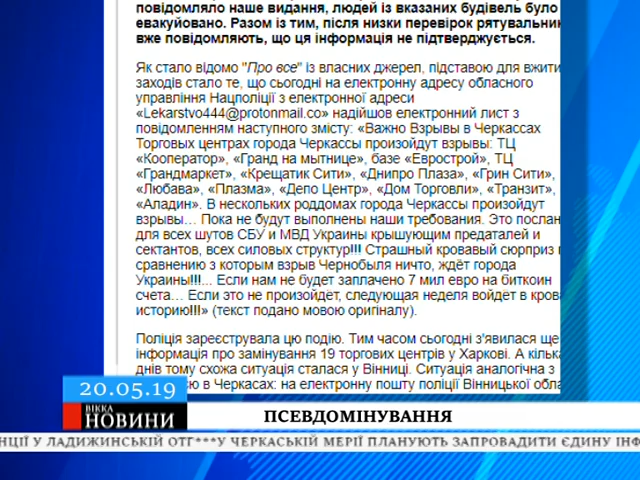 повідомляло наше видання, людей із вказаних будівель було
евакуйовано. Разом із тим, після низки перевірок рятувальник
вже повідомляють, що ця інформація не підтверджується.
Як стало відомо "Про все" із власних джерел, підставою для вжити
заходів стало те, що сьогодні на електронну адресу обласного
управління Нацполіції з електронної адреси
«Lekarstvo444@protonmail.co» надійшов електронний лист з
повідомленням наступного змісту: «Важно Взрывы в Черкассах
Торговых центрах города Черкассы произойдут взрывы: ТЦ
«Кооператор», «Гранд на мытнице», базе «Еврострой», ТЦ
«Грандмаркет», «Крещатик Сити», «Днипро Плаза», «Грин Сити»,
«Любава», «Плазма», «Депо Центр», «Дом Торговли», «Транзит»,
«Аладин». В нескольких роддомах города Черкассы произойдут
взрывы… Пока не будут выполнены наши требования. Это послан
для всех шутов СБУ и МВД Украины крышующим предаталей и
сектантов, всех силовых структур!!! Страшный кровавый сюрприз п
сравнению з которым взрыв Чернобыля ничто, ждёт города
Украины!!!... Если нам не будет заплачено 7 мил евро на биткоин
счета… Если это не произойдёт, следующая неделя войдёт в крова
историю!!!» (текст подано мовою оригіналу).
Поліція зареєструвала цю подію. Тим часом сьогодні з'явилася ще
інформація про замінування 19 торгових центрів у Харкові. А кілька
днів тому схожа ситуація сталася у Вінниці. Ситуація аналогічна з
ю в Черкасах: на електронну пошту поліції Вінницької обла
20.05.19
ВІККА
НОВИНИ
ПСЕВДОМІНУВАННЯ
НЦІЇ У ЛАДИЖИНСЬКІЙ ОТГ***У ЧЕРКАСЬКІЙ МЕРІЇ ПЛАНУЮТЬ ЗАПРОВАДИТИ ЄДИНУ ІНФ